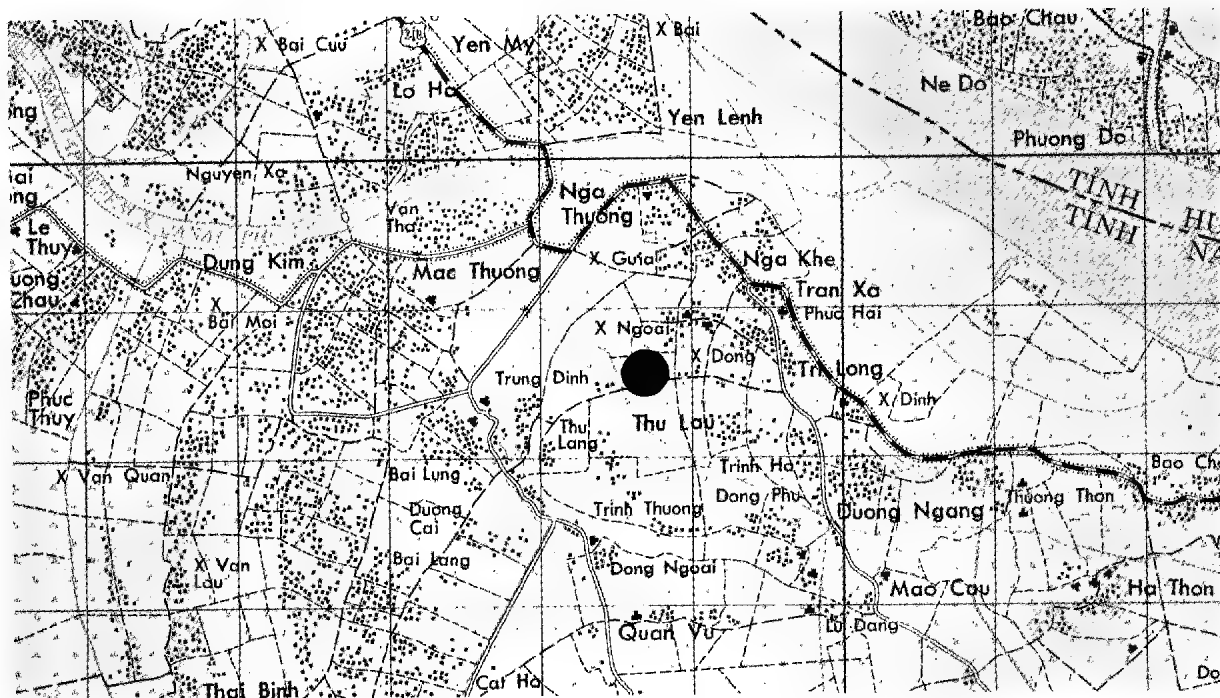 Bao Chau
X Bai Cuu
Yen My
X Bai
Lo Ha
Ne Do
Yen Lenh
Phuong Do
Nguyen Xa
TỈNH
TỈNH
Nga
Thuong
Van
Tha
Le
Thuy
Dung Kim
Mac Thuong
X Guia
Nga Khe
Tran Xa
Phuc Hai
X
Bai Moi
X Ngoai
X Dong
Tri Long
Trung Dinh
X Dinh
Phuc
Thuy
Thu
Lang
Thu Lau
X Van Quan
Bai Lung
Trinh Ha
Duong
Cai
Trinh Thuong
Dong Phu
Thuong Thon
Duong Ngang
X Van
Lau
Bai Lang
Dong Ngoai
Mao Cau
Ha Thon
Quan Vu
Lu Dang
Thai Binh
Cat Ha